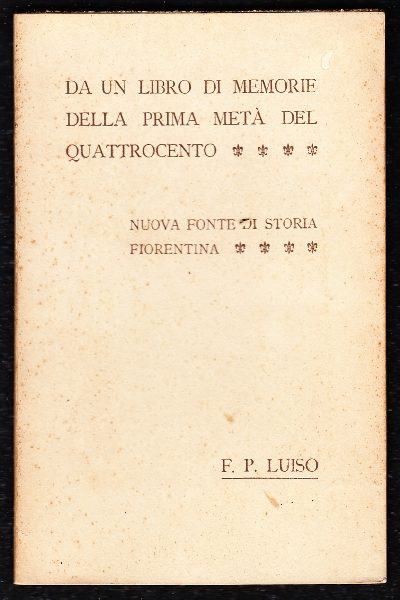 DA UN LIBRO DI MEMORIE
DELLA PRIMA METÀ DEL
QUATTROCENTO
NUOVA FONTE DI STORIA
FIORENTINA
F. P. LUISO